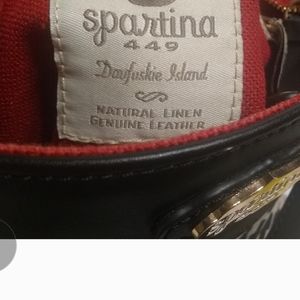 spartina
449
Daufuskie Island
NATURAL LINEN
GENUINE LEATHER